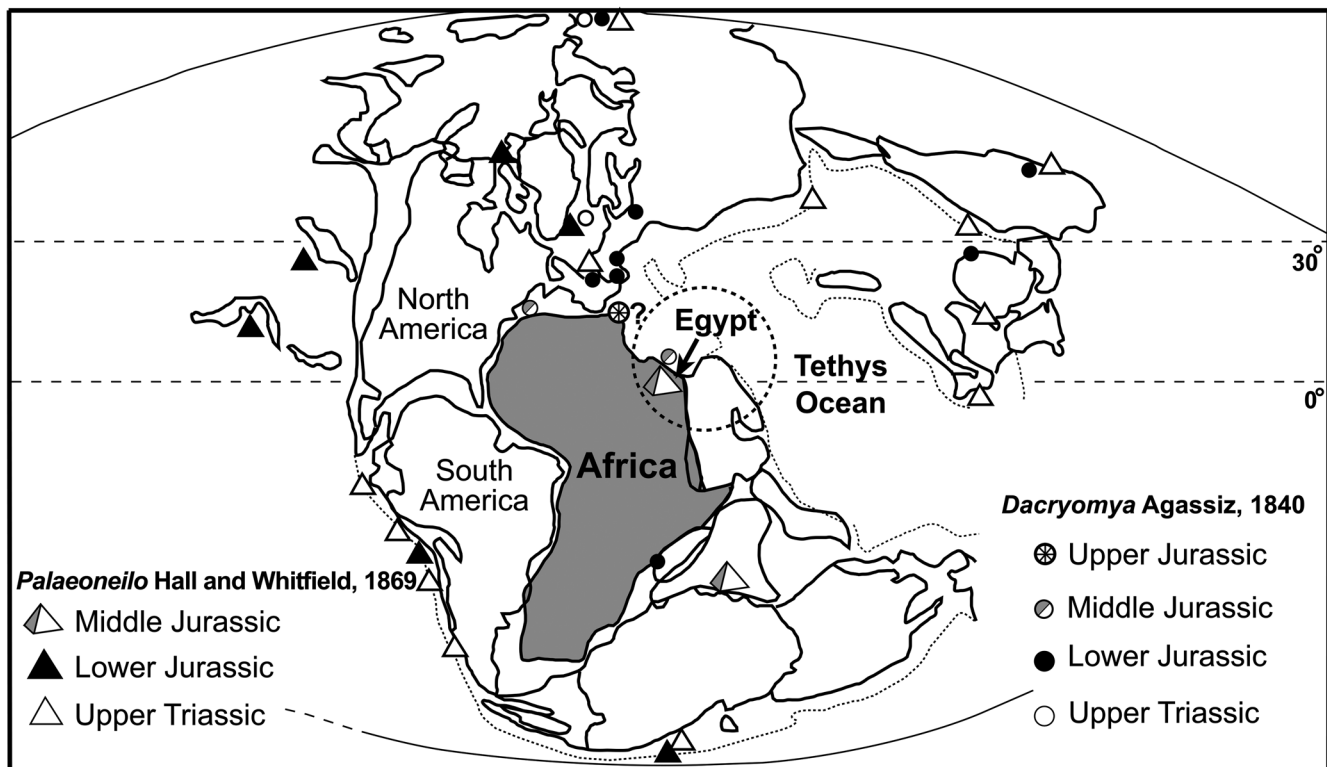 30°
North
America
?
Egypt
Tethys
Ocean
0°
South
America
Africa
Palaeoneilo Hall and Whitfield, 1869
Middle Jurassic
Lower Jurassic
Upper Triassic
Dacryomya Agassiz, 1840
Upper Jurassic
Middle Jurassic
Lower Jurassic
Upper Triassic